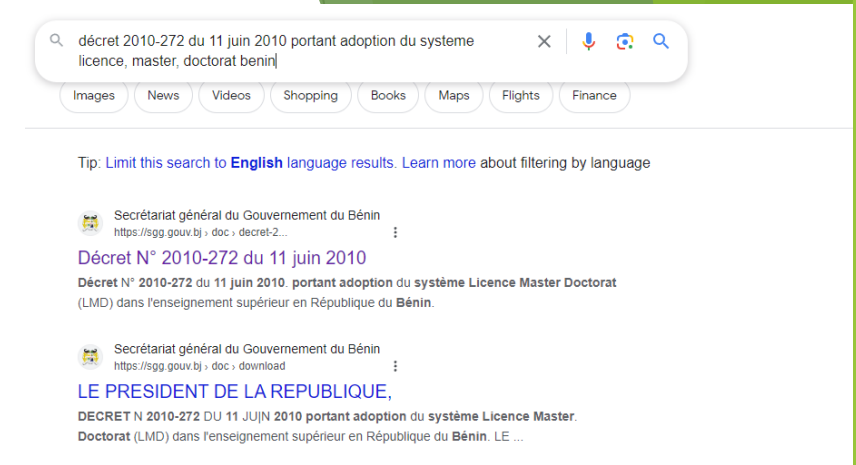 décret 2010-272 du 11 juin 2010 portant adoption du systeme
licence, master, doctorat benin
Images News Videos Shopping Books Maps Flights Finance
Tip: Limit this search to English language results. Learn more about filtering by language
Secrétariat général du Gouvernement du Bénin
https://sgg.gouv.bj › doc › decret-2...
Décret N° 2010-272 du 11 juin 2010
Décret N° 2010-272 du 11 juin 2010. portant adoption du système Licence Master Doctorat
(LMD) dans l'enseignement supérieur en République du Bénin.
Secrétariat général du Gouvernement du Bénin
https://sgg.gouv.bj › doc › download
LE PRESIDENT DE LA REPUBLIQUE,
DECRET N 2010-272 DU 11 JU|N 2010 portant adoption du système Licence Master.
Doctorat (LMD) dans l'enseignement supérieur en République du Bénin. LE ...